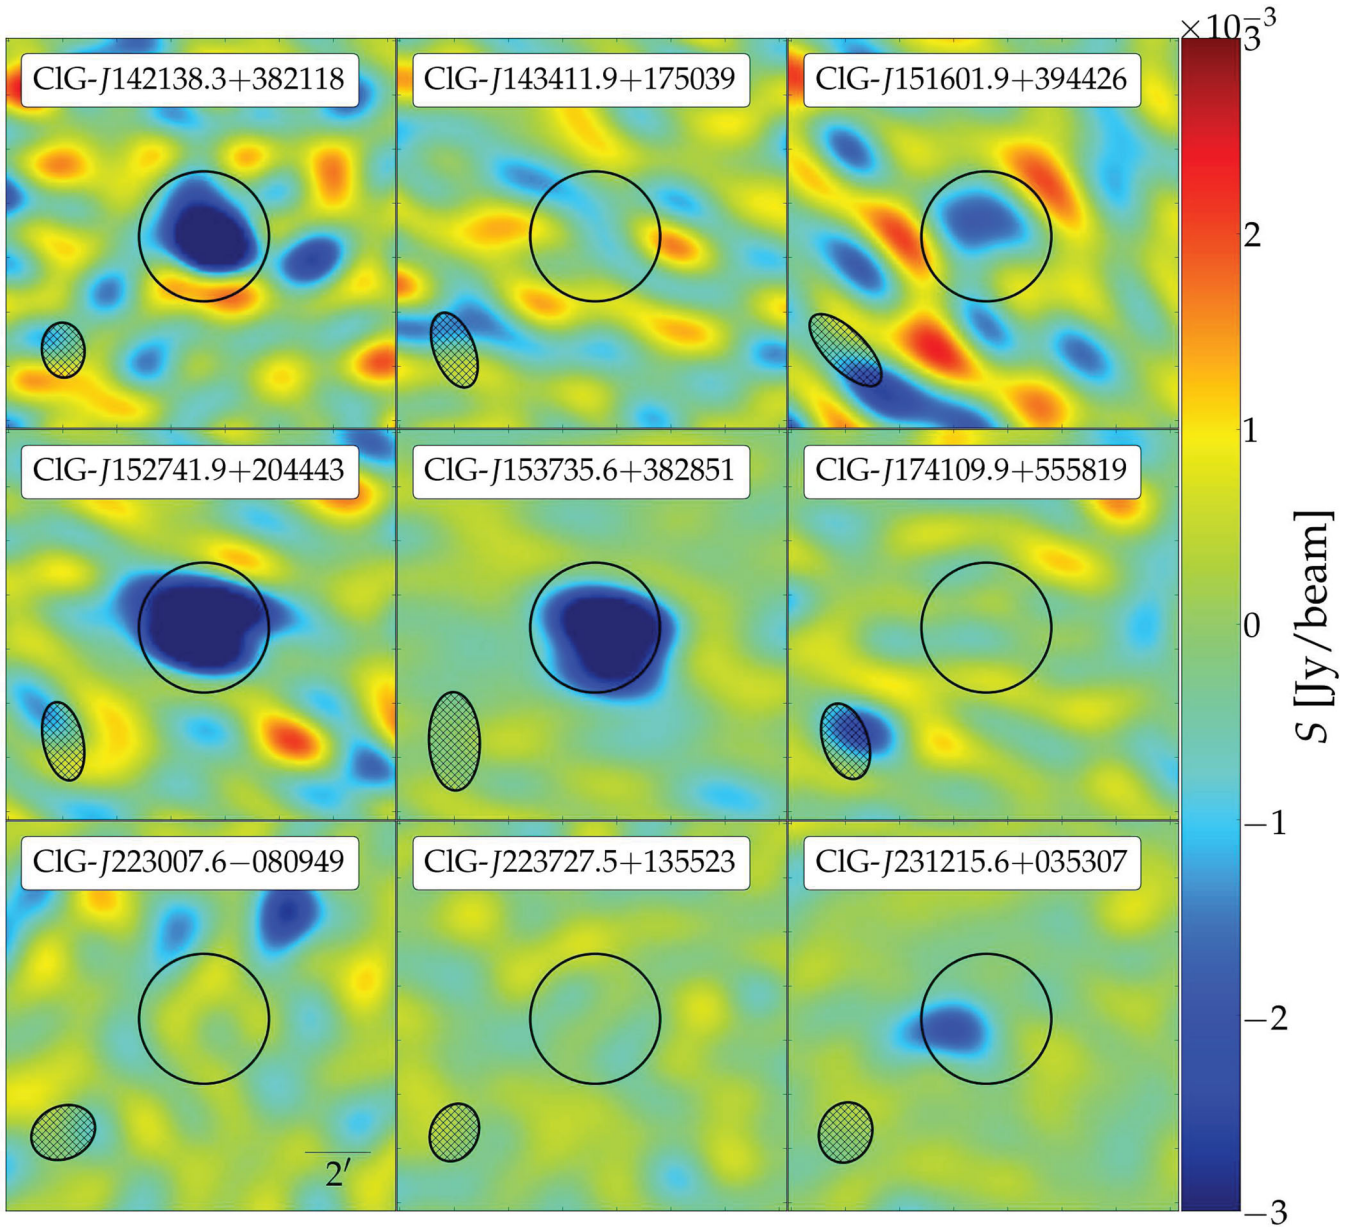 ×10⁻³
ClG-J142138.3+382118
ClG-J143411.9+175039
ClG-J151601.9+394426
3
2
1
0
−1
−2
−3
S [Jy/beam]
ClG-J152741.9+204443
ClG-J153735.6+382851
ClG-J174109.9+555819
ClG-J223007.6−080949
ClG-J223727.5+135523
ClG-J231215.6+035307
2′